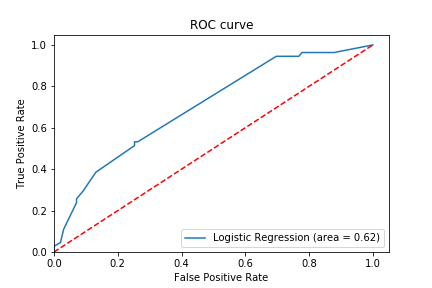 ROC curve
True Positive Rate
1.0
0.8
0.6
0.4
0.2
0.0
Logistic Regression (area = 0.62)
0.0 0.2 0.4 0.6 0.8 1.0
False Positive Rate